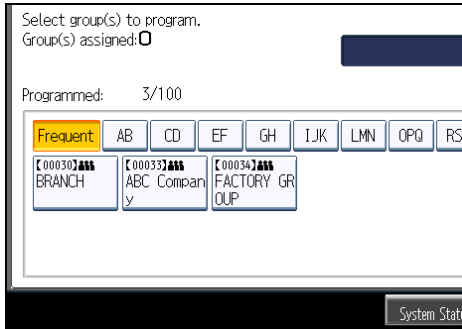 Select group(s) to program.
Group(s) assigned:0
Programmed: 3/100
Frequent AB CD EF GH IJK LMN OPQ RS
【00030】 【00033】 【00034】
BRANCH ABC Compan FACTORY GR
y OUP
System Stat